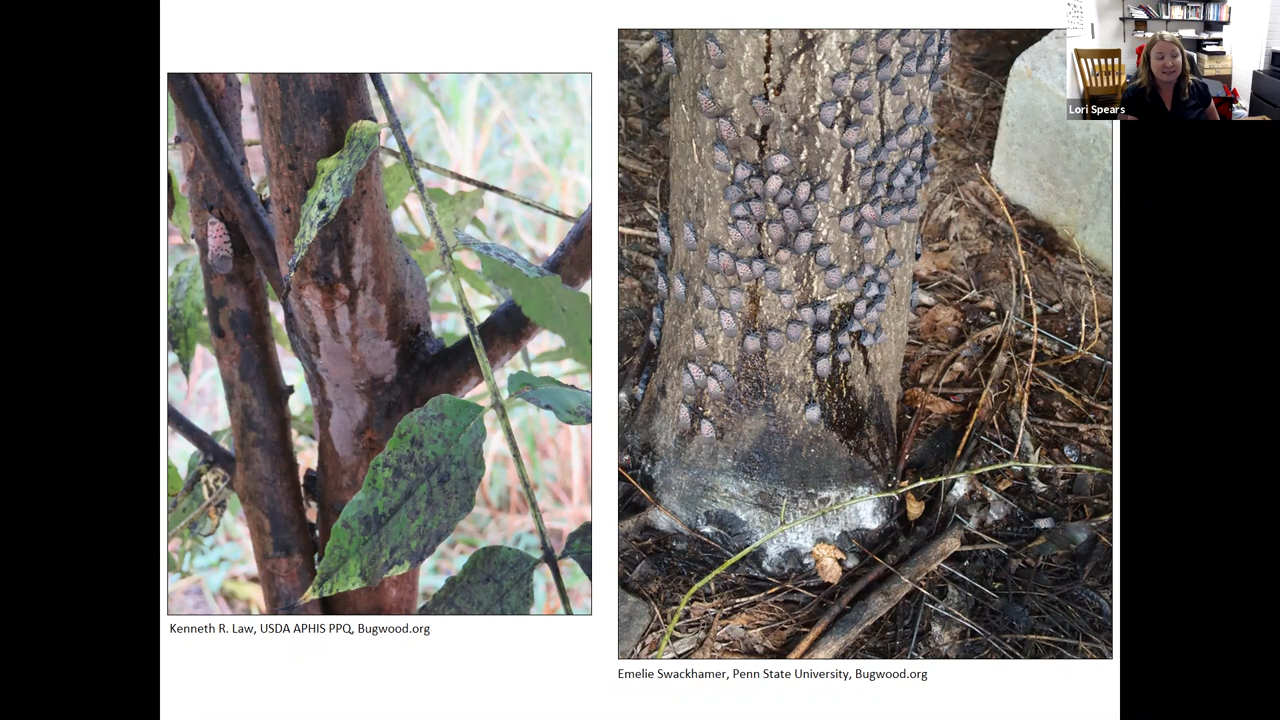 Lori Spears
Kenneth R. Law, USDA APHIS PPQ, Bugwood.org
Emelie Swackhamer, Penn State University, Bugwood.org